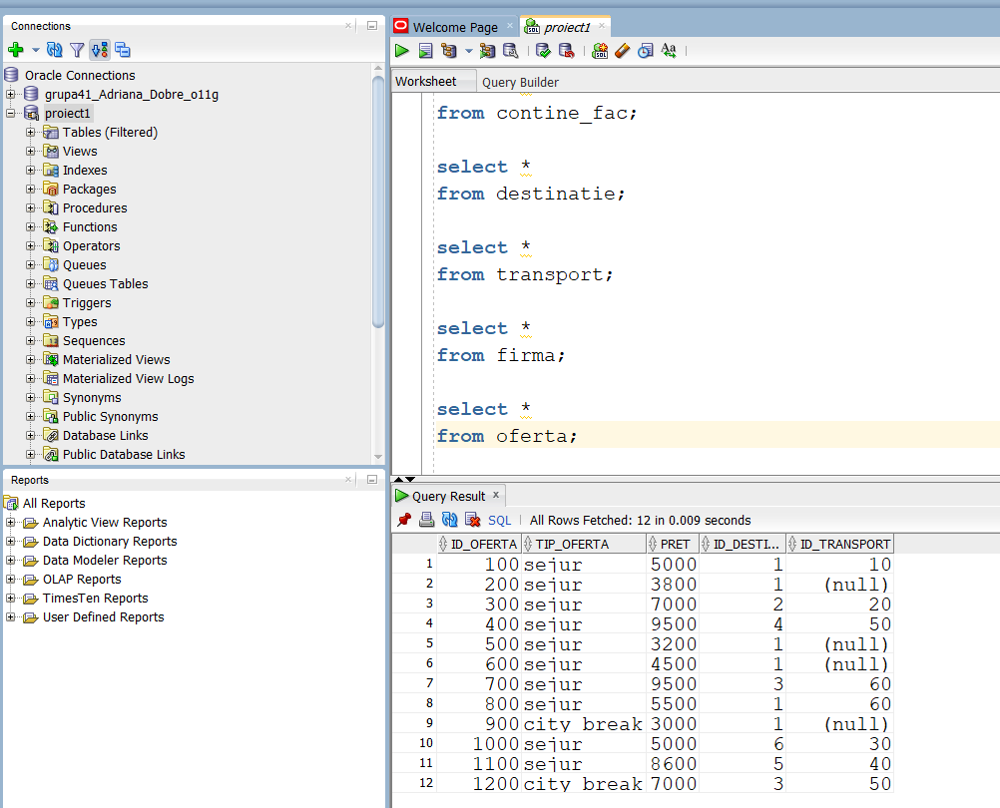 Connections
Oracle Connections
grupa41_Adriana_Dobre_o11g
proiect1
Tables (Filtered)
Views
Indexes
Packages
Procedures
Functions
Operators
Queues
Queues Tables
Triggers
Types
Sequences
Materialized Views
Materialized View Logs
Synonyms
Public Synonyms
Database Links
Public Database Links
Reports
All Reports
Analytic View Reports
Data Dictionary Reports
Data Modeler Reports
OLAP Reports
TimesTen Reports
User Defined Reports
Welcome Page proiect1
Worksheet Query Builder
from contine_fac;
select *
from destinatie;
select *
from transport;
select *
from firma;
select *
from oferta;
Query Result
SQL | All Rows Fetched: 12 in 0.009 seconds
ID_OFERTA TIP_OFERTA PRET ID_DESTI... ID_TRANSPORT
1 100 sejur 5000 1 10
2 200 sejur 3800 1 (null)
3 300 sejur 7000 2 20
4 400 sejur 9500 4 50
5 500 sejur 3200 1 (null)
6 600 sejur 4500 1 (null)
7 700 sejur 9500 3 60
8 800 sejur 5500 1 60
9 900 city break 3000 1 (null)
10 1000 sejur 5000 6 30
11 1100 sejur 8600 5 40
12 1200 city break 7000 3 50